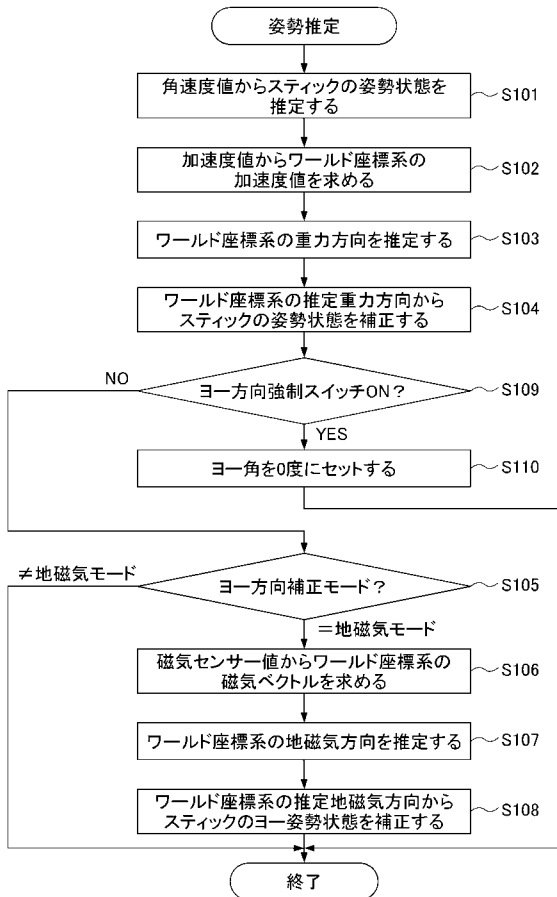 姿勢推定
角速度値からスティックの姿勢状態を
推定する
S101
加速度値からワールド座標系の
加速度値を求める
S102
ワールド座標系の重力方向を推定する
S103
ワールド座標系の推定重力方向から
スティックの姿勢状態を補正する
S104
NO
ヨー方向強制スイッチON?
S109
YES
ヨー角を0度にセットする
S110
≠地磁気モード
ヨー方向補正モード?
S105
=地磁気モード
磁気センサー値からワールド座標系の
磁気ベクトルを求める
S106
ワールド座標系の地磁気方向を推定する
S107
ワールド座標系の推定地磁気方向から
スティックのヨー姿勢状態を補正する
S108
終了